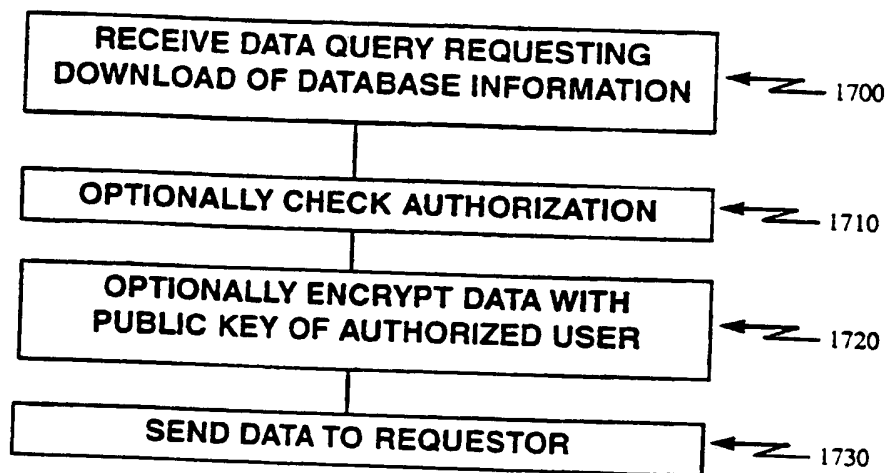 RECEIVE DATA QUERY REQUESTING
DOWNLOAD OF DATABASE INFORMATION
1700
OPTIONALLY CHECK AUTHORIZATION
1710
OPTIONALLY ENCRYPT DATA WITH
PUBLIC KEY OF AUTHORIZED USER
1720
SEND DATA TO REQUESTOR
1730